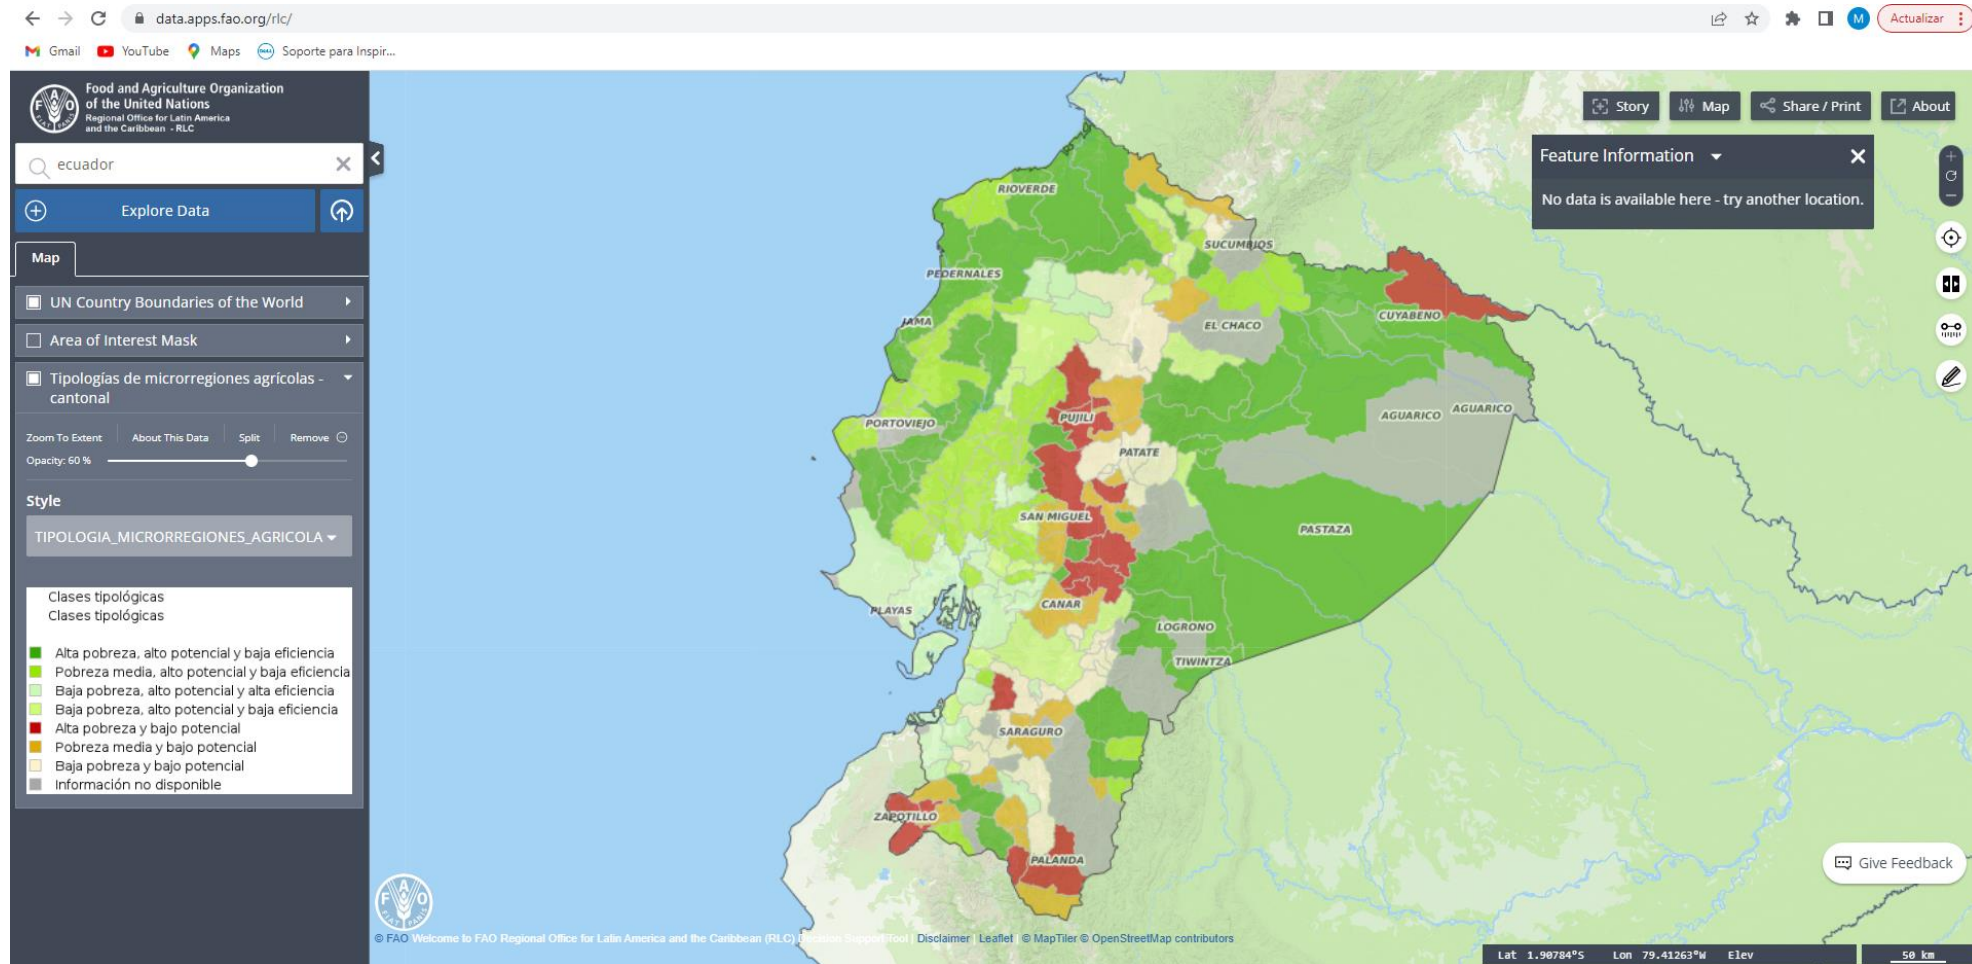 data.apps.fao.org/rlc/
Actualizar
Gmail
YouTube
Maps
Soporte para Inspir...
M
Food and Agriculture Organization
of the United Nations
Regional Office for Latin America
and the Caribbean - RLC
ecuador
Explore Data
Map
UN Country Boundaries of the World
Area of Interest Mask
Tipologías de microrregiones agrícolas -
cantonal
Zoom To Extent
About This Data
Split
Remove
Opacity: 60 %
Style
TIPOLOGIA_MICRORREGIONES_AGRICOLA
Clases tipológicas
Clases tipológicas
Alta pobreza, alto potencial y baja eficiencia
Pobreza media, alto potencial y baja eficiencia
Baja pobreza, alto potencial y alta eficiencia
Baja pobreza, alto potencial y baja eficiencia
Alta pobreza y bajo potencial
Pobreza media y bajo potencial
Baja pobreza y bajo potencial
Información no disponible
Story
Map
Share / Print
About
Feature Information
No data is available here - try another location.
RIOVERDE
SUCUMBIOS
PEDERNALES
CUYABENO
JAMA
EL CHACO
AGUARICO
AGUARICO
PUJILI
PORTOVIEJO
PATATE
SAN MIGUEL
PASTAZA
CANAR
PLAYAS
LOGRONO
TIWINTZA
SARAGURO
ZAPOTILLO
PALANDA
Give Feedback
© FAO Welcome to FAO Regional Office for Latin America and the Caribbean (RLC) Decision Support Tool | Disclaimer | Leaflet | © MapTiler © OpenStreetMap contributors
Lat 1.90784°S Lon 79.41263°W Elev
50 km